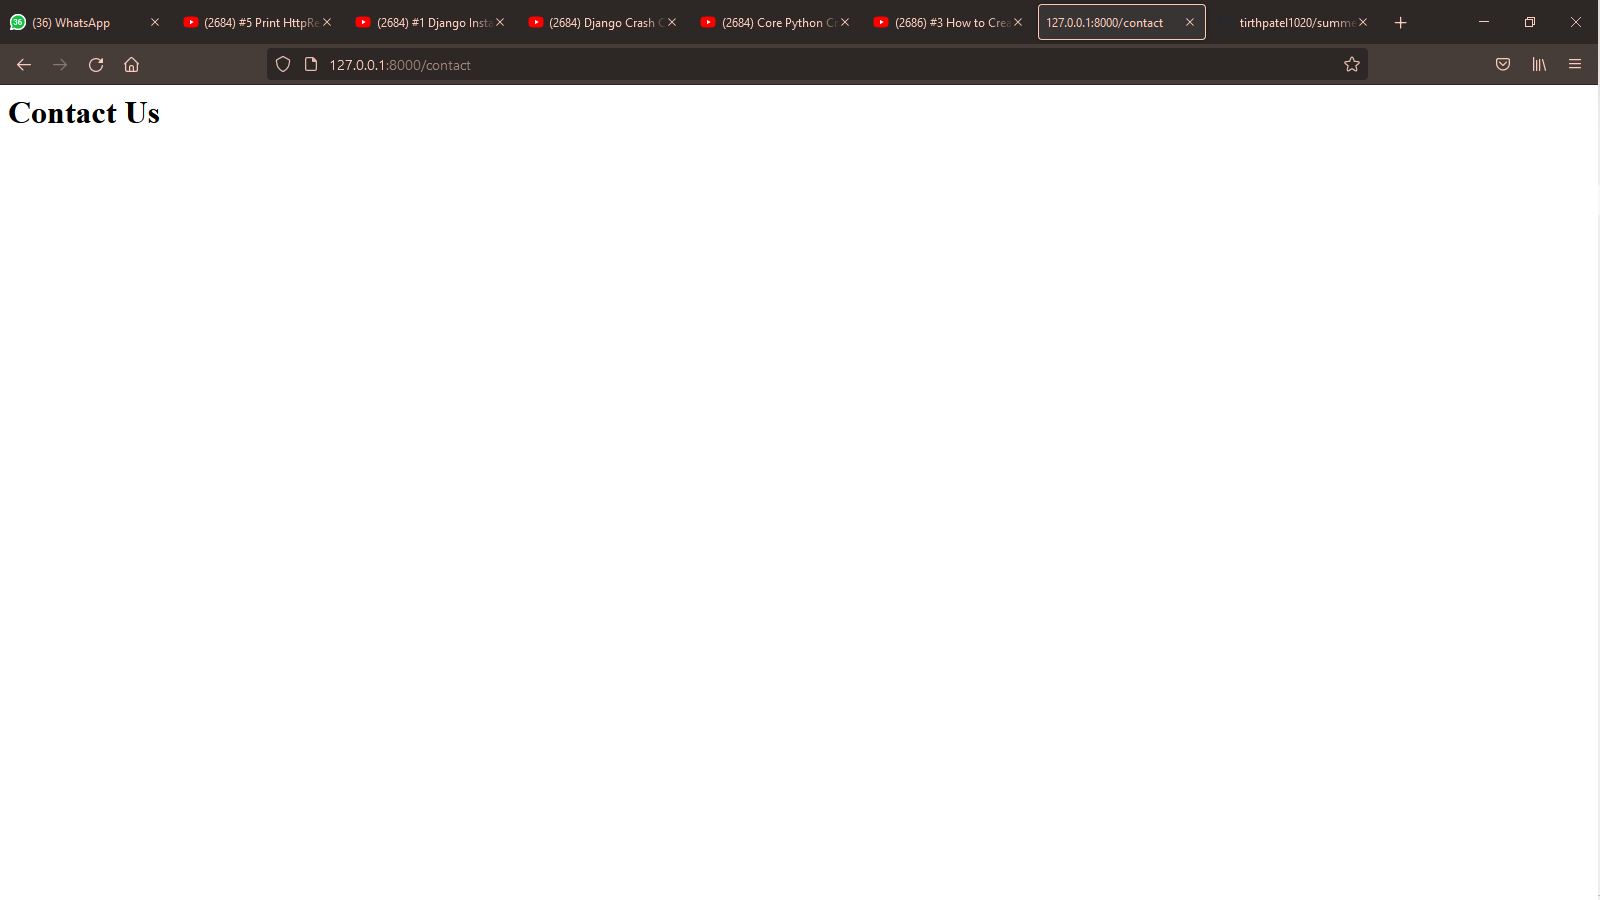 36 (36) WhatsApp
(2684) #5 Print HttpRe
(2684) #1 Django Insta
(2684) Django Crash C
(2684) Core Python Cr
(2686) #3 How to Crea
127.0.0.1:8000/contact
tirthpatel1020/summe
127.0.0.1:8000/contact
Contact Us